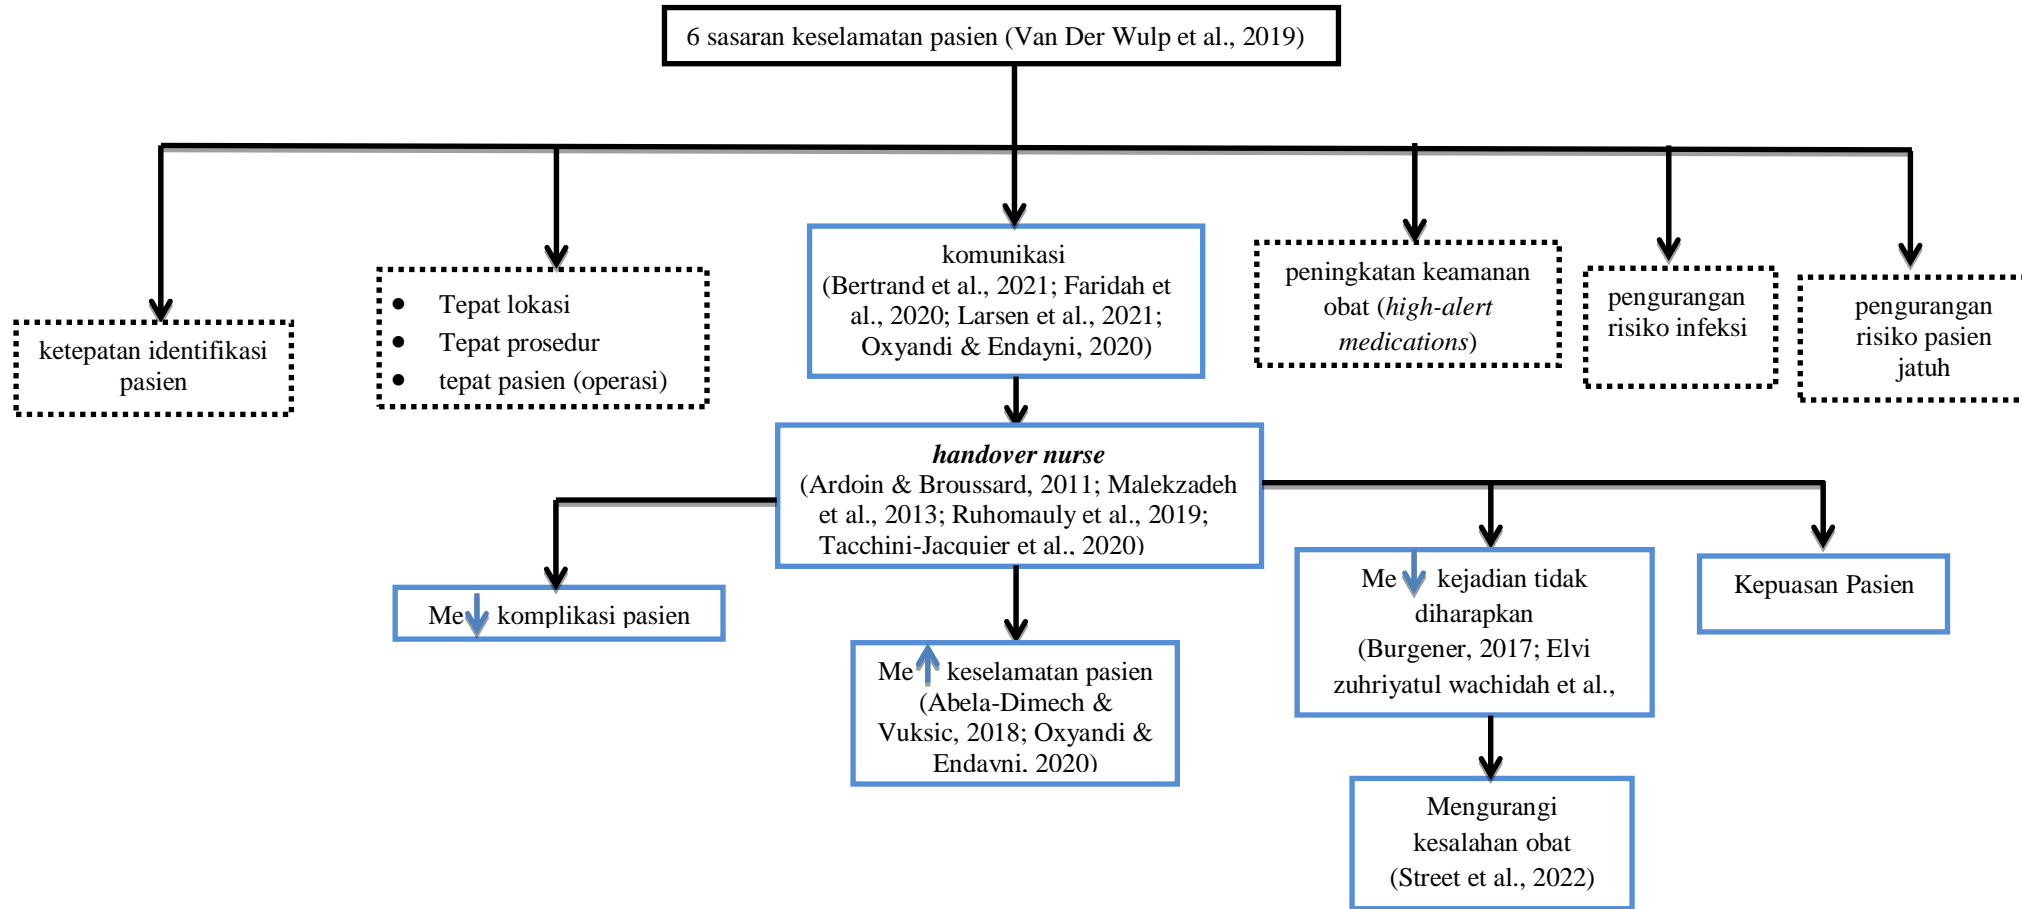 6 sasaran keselamatan pasien (Van Der Wulp et al., 2019)
ketepatan identifikasi
pasien
• Tepat lokasi
• Tepat prosedur
• tepat pasien (operasi)
komunikasi
(Bertrand et al., 2021; Faridah et
al., 2020; Larsen et al., 2021;
Oxyandi & Endayni, 2020)
peningkatan keamanan
obat (high-alert
medications)
pengurangan
risiko infeksi
pengurangan
risiko pasien
jatuh
handover nurse
(Ardoin & Broussard, 2011; Malekzadeh
et al., 2013; Ruhomauly et al., 2019;
Tacchini-Jacquier et al., 2020)
Me komplikasi pasien
Me keselamatan pasien
(Abela-Dimech &
Vuksic, 2018; Oxyandi &
Endayni, 2020)
Me kejadian tidak
diharapkan
(Burgener, 2017; Elvi
zuhriyatul wachidah et al.,
Kepuasan Pasien
Mengurangi
kesalahan obat
(Street et al., 2022)